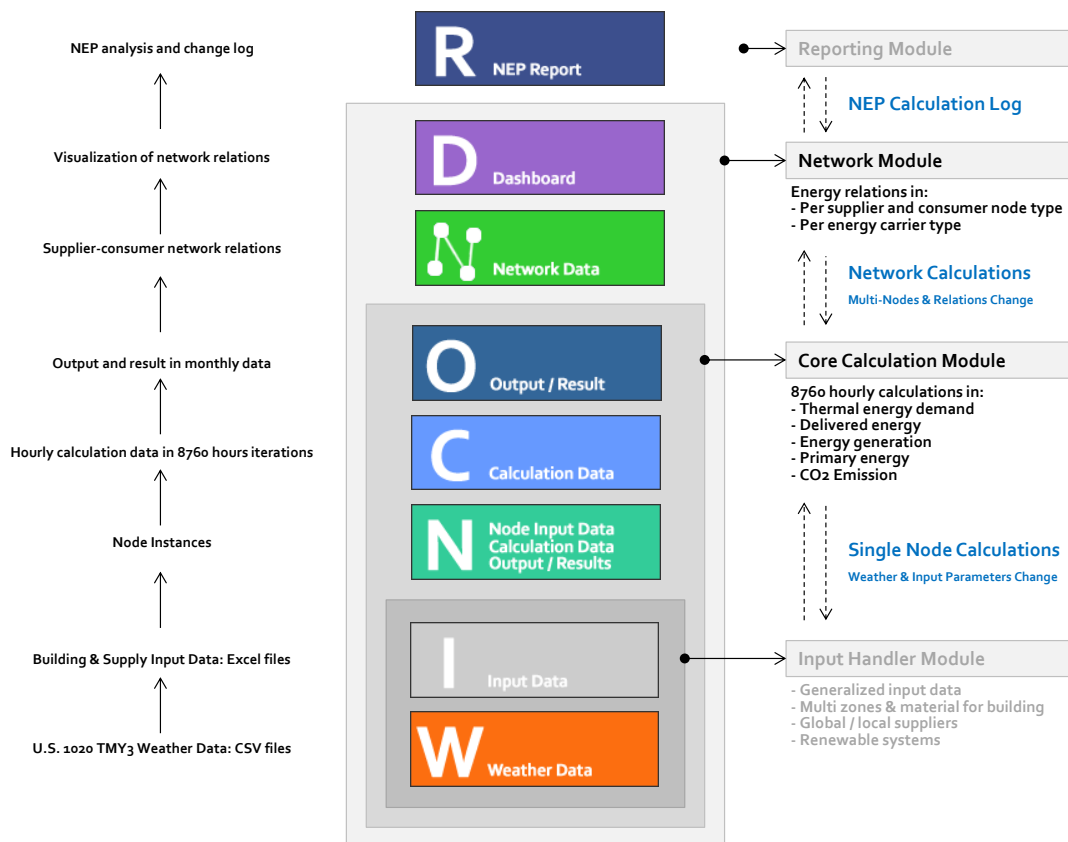 NEP analysis and change log
R
NEP Report
Reporting Module
NEP Calculation Log
Visualization of network relations
D
Dashboard
Network Module
Energy relations in:
- Per supplier and consumer node type
- Per energy carrier type
Supplier-consumer network relations
Network Data
Network Calculations
Multi-Nodes & Relations Change
Output and result in monthly data
O
Output / Result
Core Calculation Module
8760 hourly calculations in:
- Thermal energy demand
- Delivered energy
- Energy generation
- Primary energy
- CO2 Emission
Hourly calculation data in 8760 hours iterations
C
Calculation Data
Node Instances
N
Node Input Data
Calculation Data
Output / Results
Single Node Calculations
Weather & Input Parameters Change
Building & Supply Input Data: Excel files
I
Input Data
Input Handler Module
- Generalized input data
- Multi zones & material for building
- Global / local suppliers
- Renewable systems
U.S. 1020 TMY3 Weather Data: CSV files
W
Weather Data